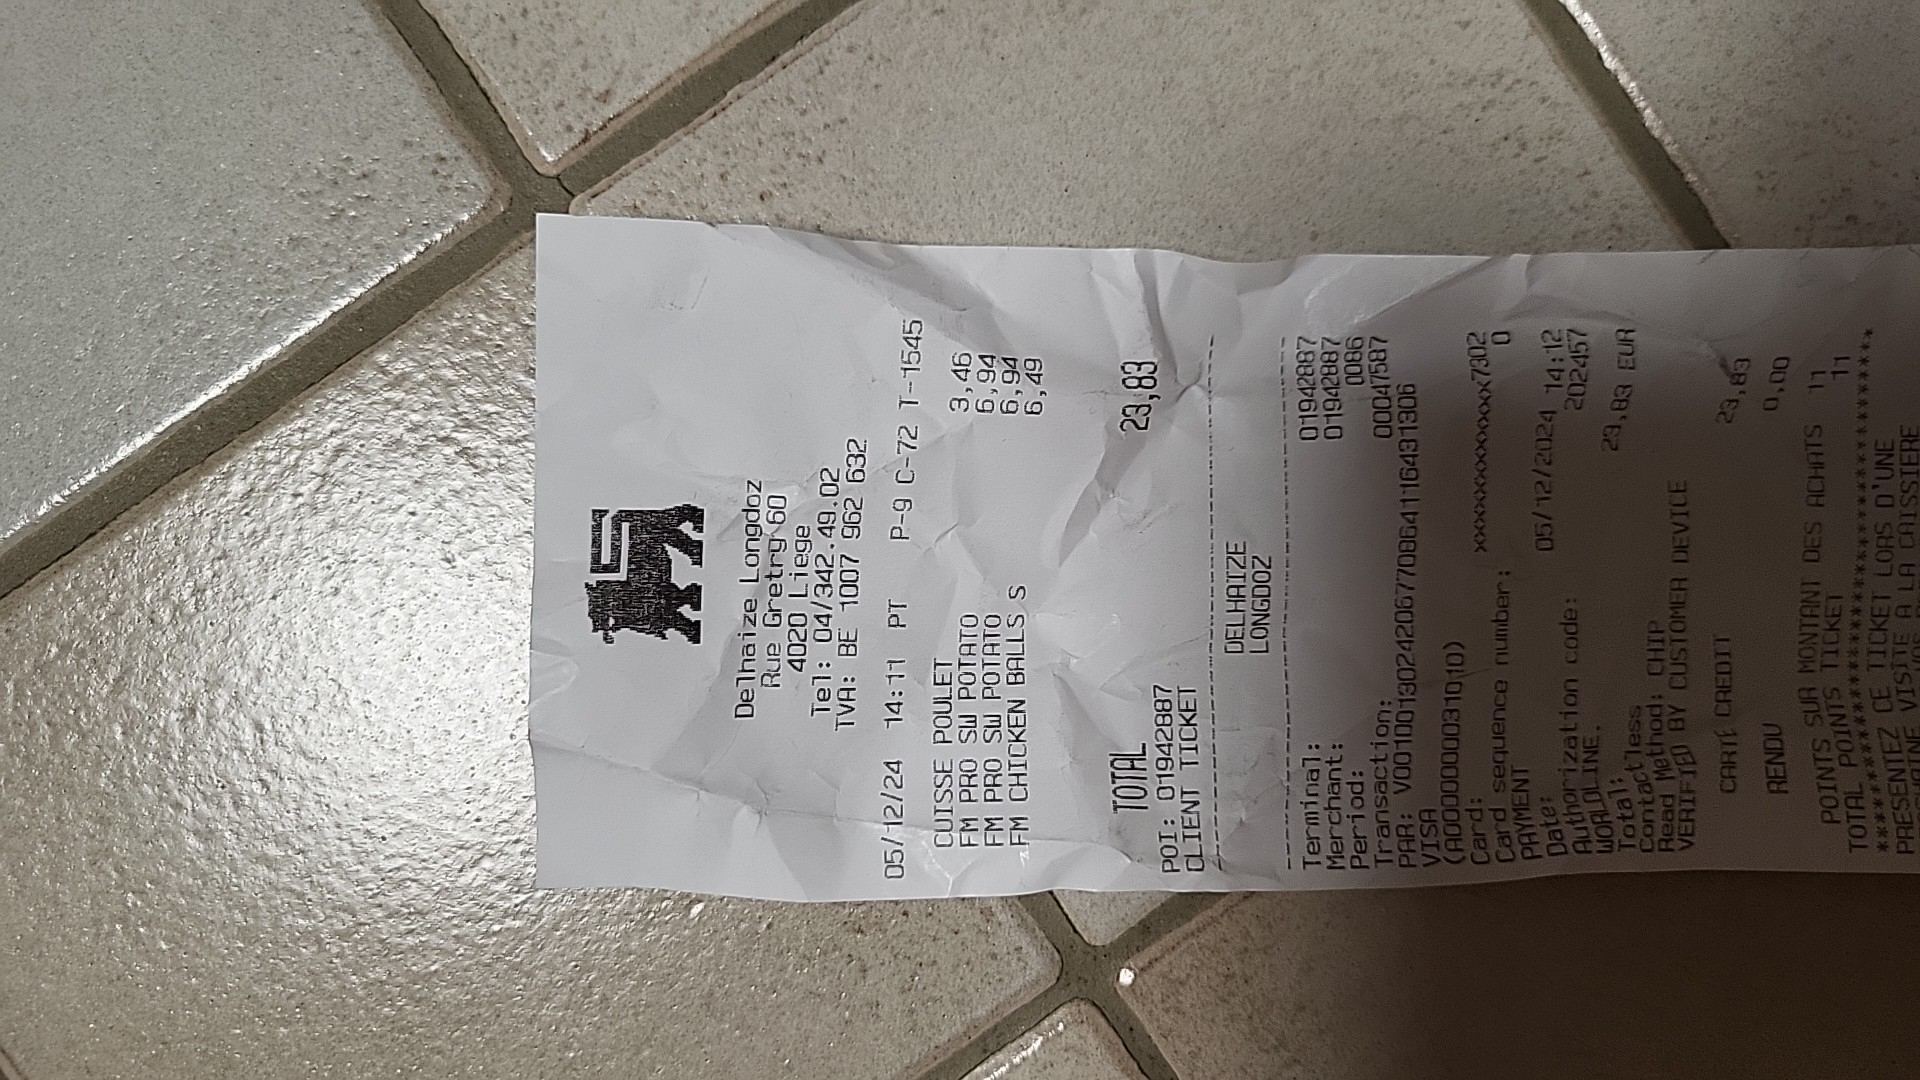 Delhaize Longdoz
Rue Gretry 60
4020 Liege
Tel: 04/342.49.02
TVA: BE 1007 962 632
05/12/24 14:11 PT P-9 C-72 T-1545
CUISSE POULET 3,46
FM PRO SW POTATO 6,94
FM PRO SW POTATO 6,94
FM CHICKEN BALLS S 6,49
TOTAL 23,83
POI: 01942887
CLIENT TICKET
--------------------------------
DELHAIZE
LONGDOZ
--------------------------------
Terminal: 01942887
Merchant: 01942887
Period: 0086
Transaction: 00047587
PAR: V0010013024206770864116431306
VISA
(A0000000031010)
Card: xxxxxxxxxxxx7302
Card sequence number: 0
PAYMENT
Date: 05/12/2024 14:12
Authorization code: 202457
WORLDLINE.
Total: 23,83 EUR
Contactless
Read Method: CHIP
VERIFIED BY CUSTOMER DEVICE
CARTE CREDIT 23,83
RENDU 0,00
POINTS SUR MONTANT DES ACHATS 11
TOTAL POINTS TICKET 11
****************************************
PRESENTEZ CE TICKET LORS D'UNE
VISITE A LA CAISSIERE